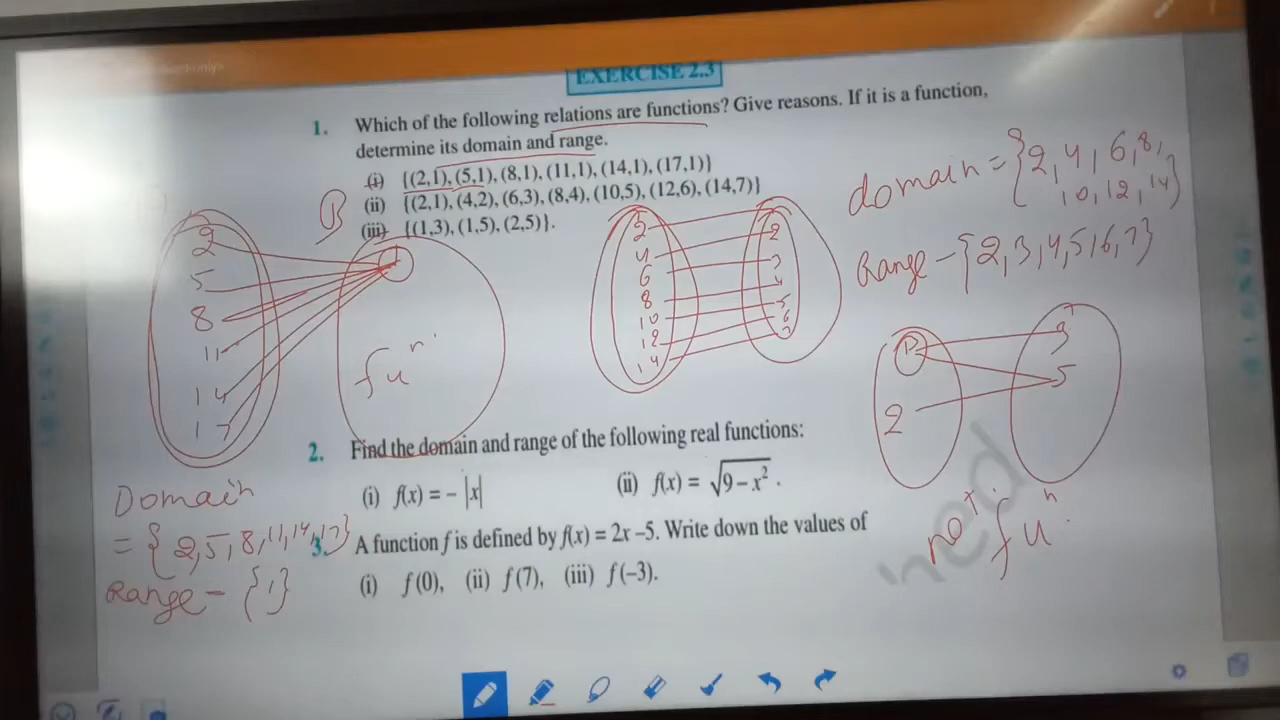 EXERCISE 2.3
1. Which of the following relations are functions? Give reasons. If it is a function,
determine its domain and range.
(i) {(2,1), (5,1), (8,1), (11,1), (14,1), (17,1)}
(ii) {(2,1), (4,2), (6,3), (8,4), (10,5), (12,6), (14,7)}
(iii) {(1,3), (1,5), (2,5)}.
domain = {2, 4, 6, 8,
10, 12, 14}
Range - {2, 3, 4, 5, 6, 7}
2
5
8
11
14
17
fuⁿ
2
4
6
8
10
12
14
2
3
4
5
6
7
2
3
5
not fuⁿ
2. Find the domain and range of the following real functions:
(i) f(x) = – |x| (ii) f(x) = √9 – x².
Domain
= {2, 5, 8, 11, 14, 17}
Range - {1}
3. A function f is defined by f(x) = 2x –5. Write down the values of
(i) f(0), (ii) f(7), (iii) f(–3).